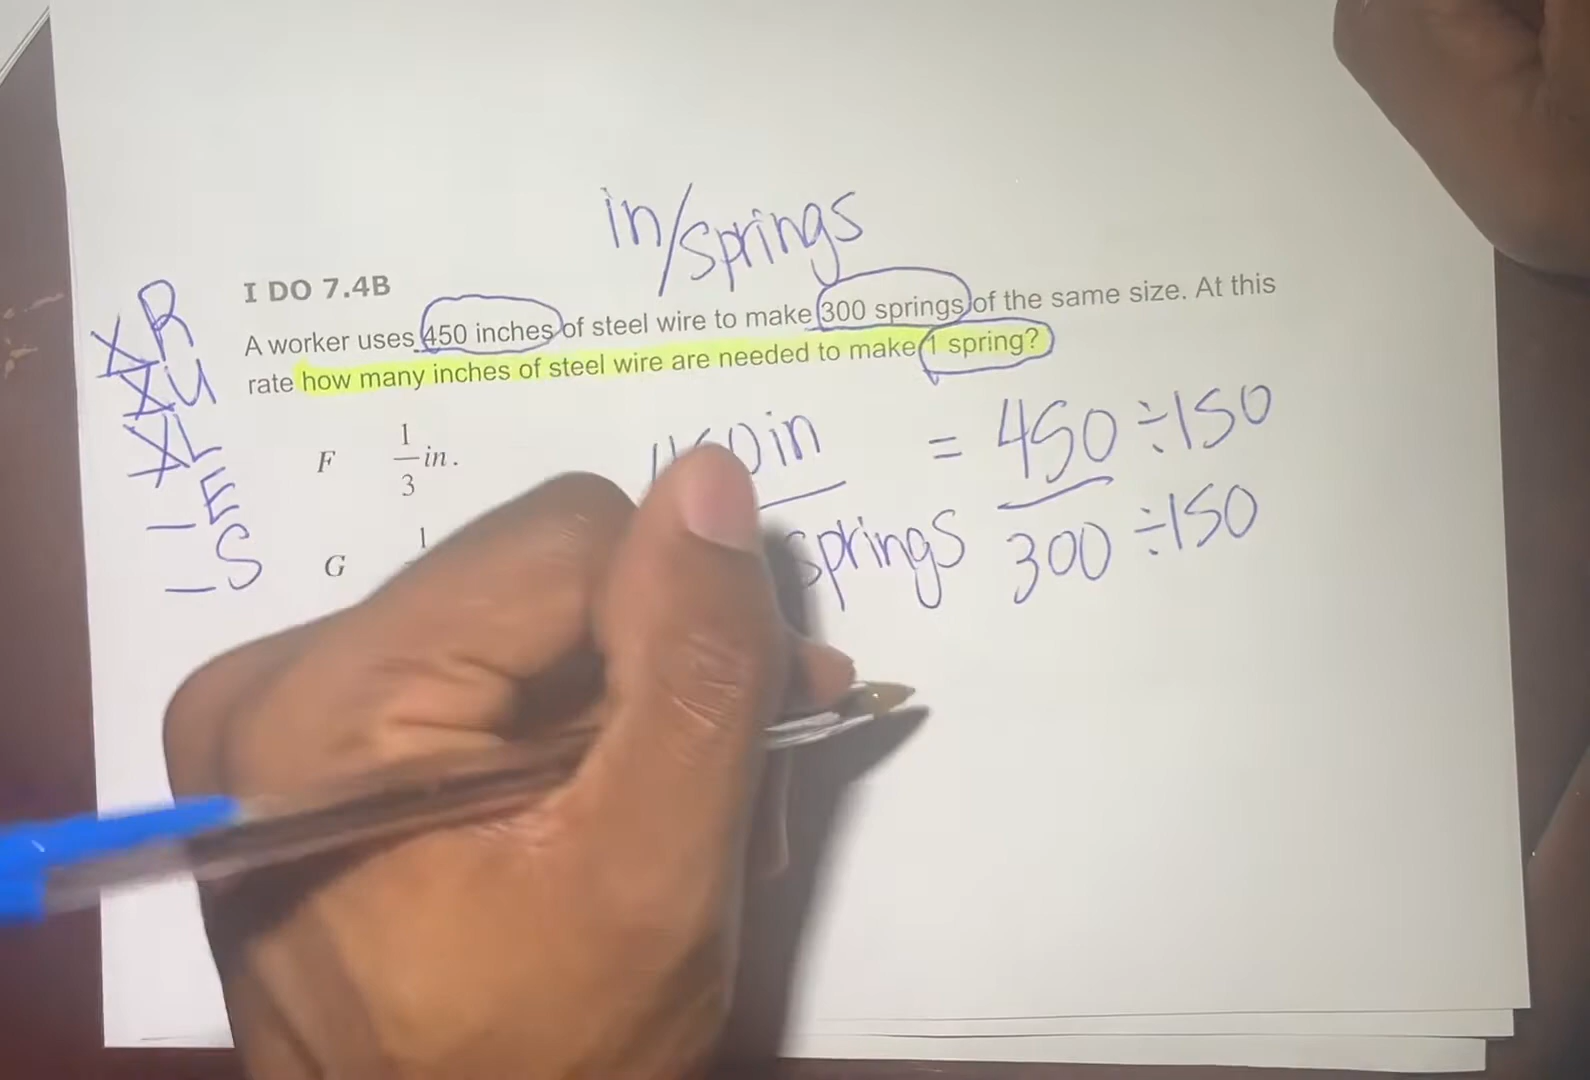 in/springs
I DO 7.4B
A worker uses 450 inches of steel wire to make 300 springs of the same size. At this
rate how many inches of steel wire are needed to make 1 spring?
X R
X U
X L
_ E
_ S
F 1/3 in.
G 1
in
springs
= 450 ÷150
300 ÷150